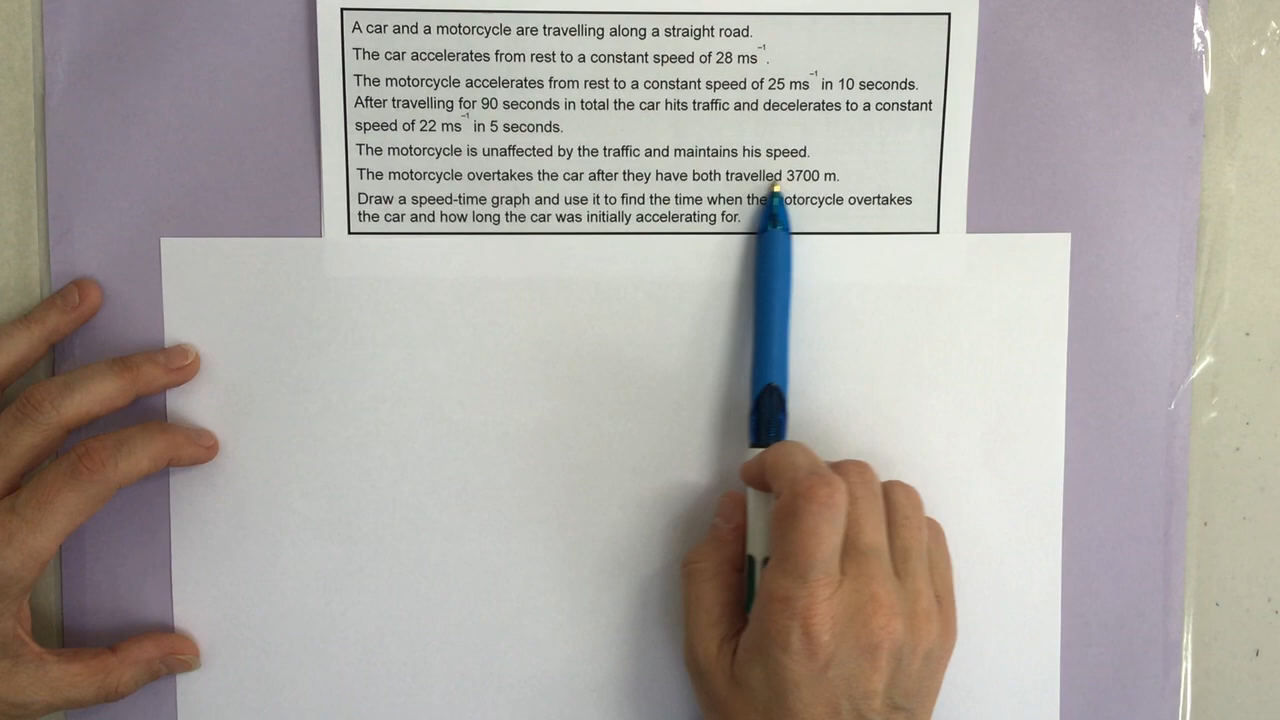 A car and a motorcycle are travelling along a straight road.
The car accelerates from rest to a constant speed of 28 ms⁻¹.
The motorcycle accelerates from rest to a constant speed of 25 ms⁻¹ in 10 seconds.
After travelling for 90 seconds in total the car hits traffic and decelerates to a constant
speed of 22 ms⁻¹ in 5 seconds.
The motorcycle is unaffected by the traffic and maintains his speed.
The motorcycle overtakes the car after they have both travelled 3700 m.
Draw a speed-time graph and use it to find the time when the motorcycle overtakes
the car and how long the car was initially accelerating for.